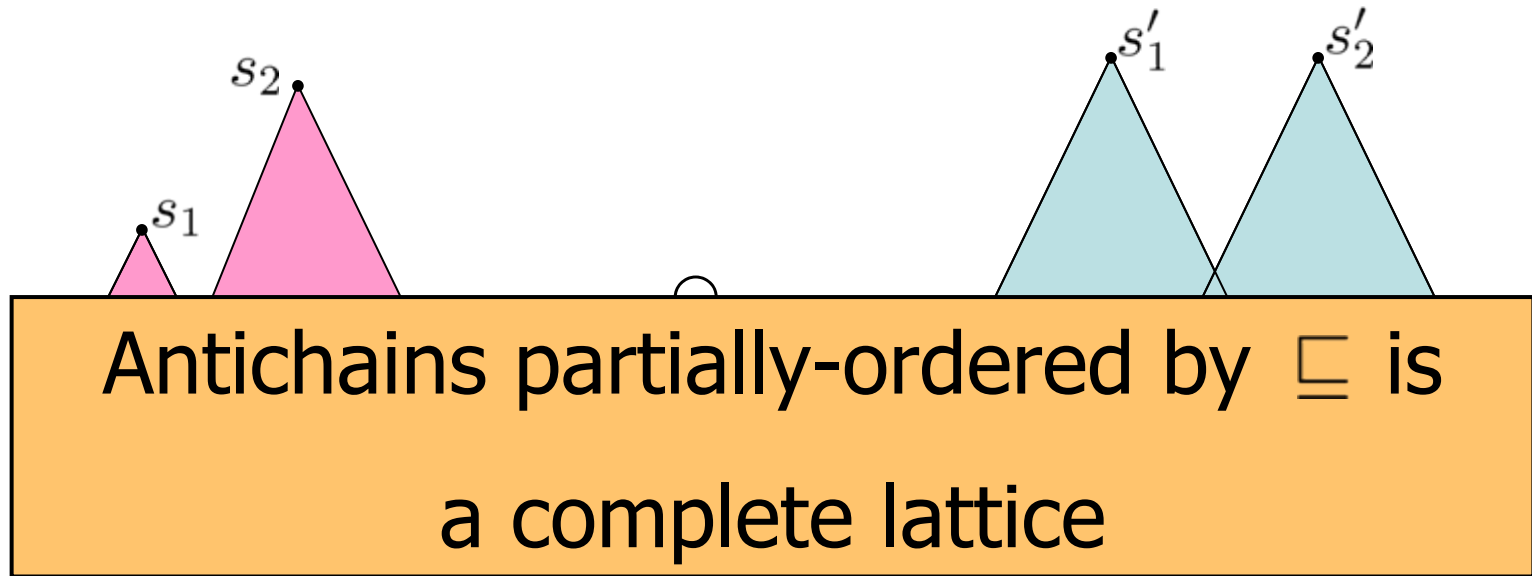 s′₁ s′₂
s₂
s₁
Antichains partially-ordered by ⊑ is
a complete lattice